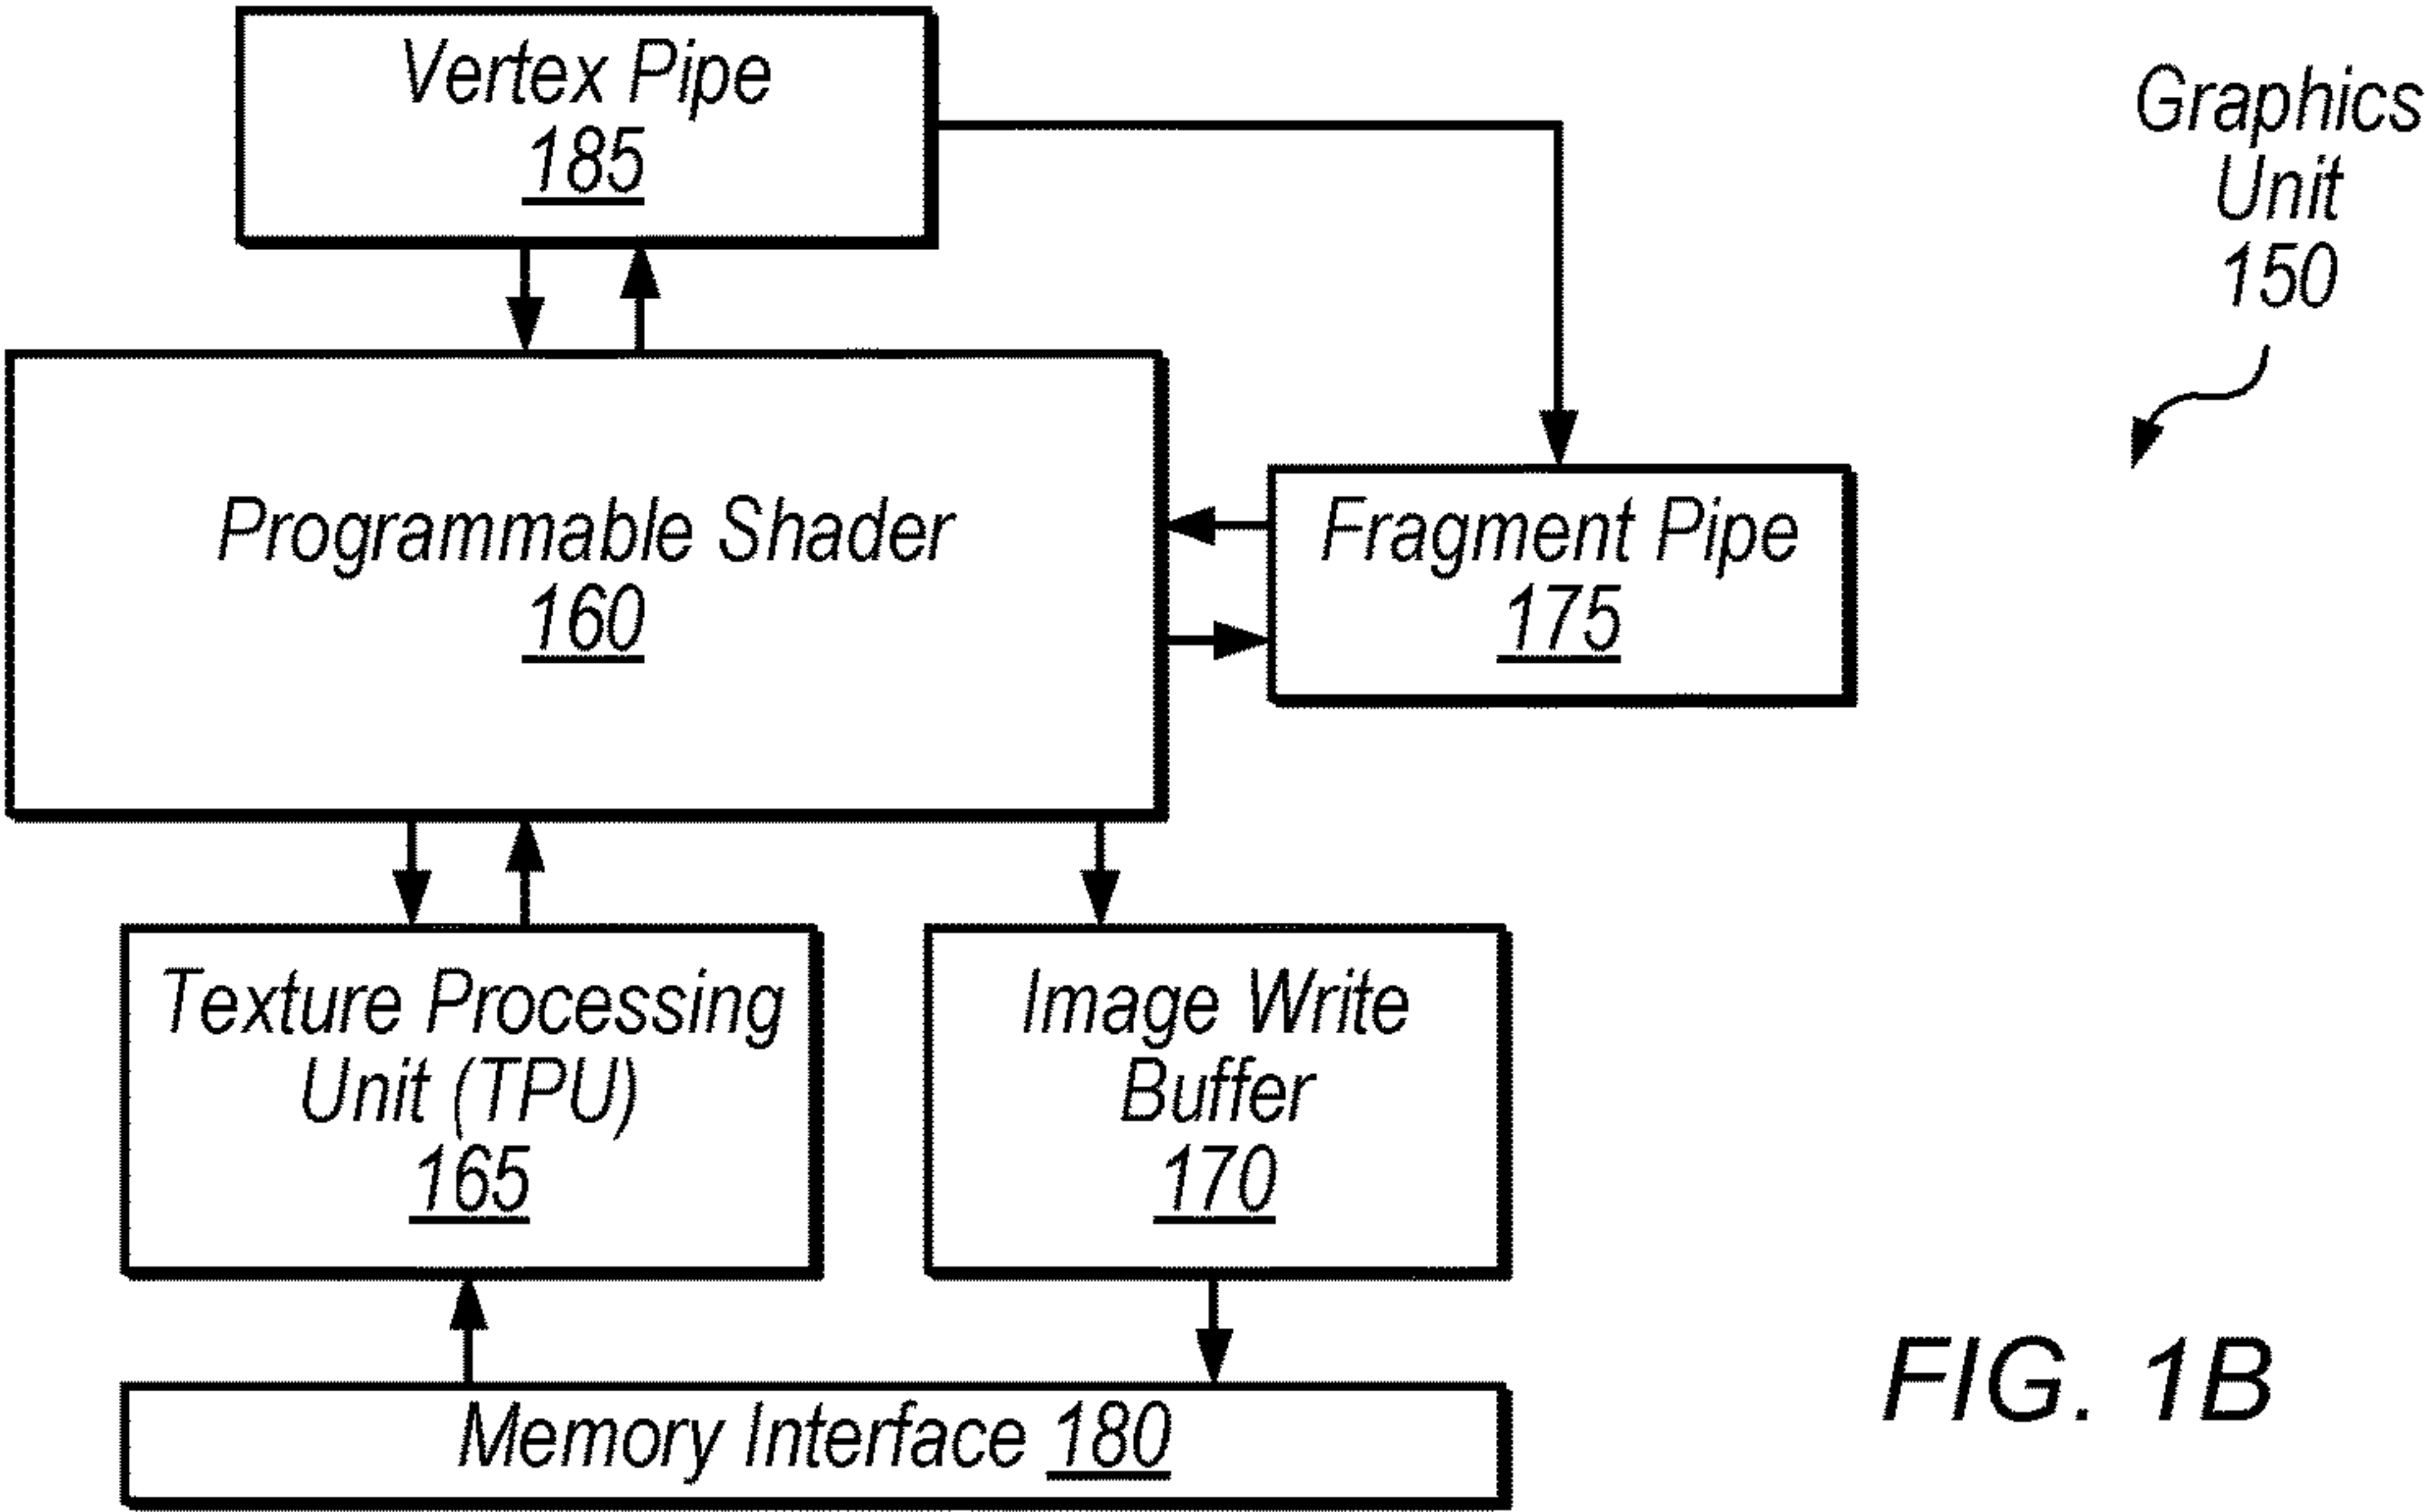 Vertex Pipe
185
Graphics
Unit
150
Programmable Shader
160
Fragment Pipe
175
Texture Processing
Unit (TPU)
165
Image Write
Buffer
170
Memory Interface 180
FIG. 1B